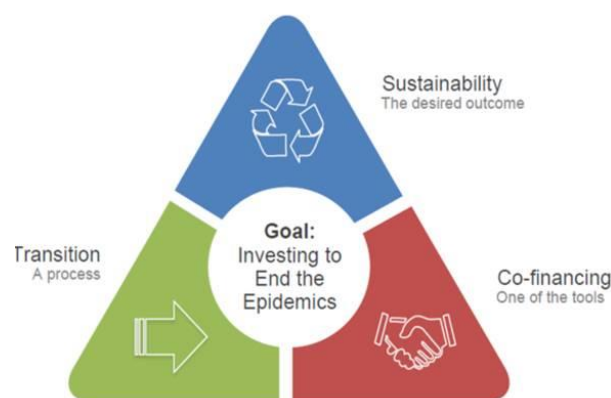 Sustainability
The desired outcome
Goal:
Investing to
End the
Epidemics
Transition
A process
Co-financing
One of the tools